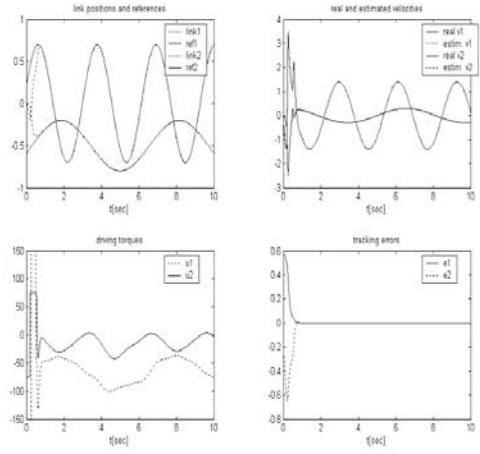 link positions and references
link1
ref1
link2
ref2
1
0.5
0
-0.5
-1
0 2 4 6 8 10
t[sec]
real and estimated velocities
real v1
estim. v1
real v2
estim. v2
4
3
2
1
0
-1
-2
-3
0 2 4 6 8 10
t[sec]
driving torques
u1
u2
150
100
50
0
-50
-100
-150
0 2 4 6 8 10
t[sec]
tracking errors
e1
e2
0.6
0.4
0.2
0
-0.2
-0.4
-0.6
-0.8
0 2 4 6 8 10
t[sec]